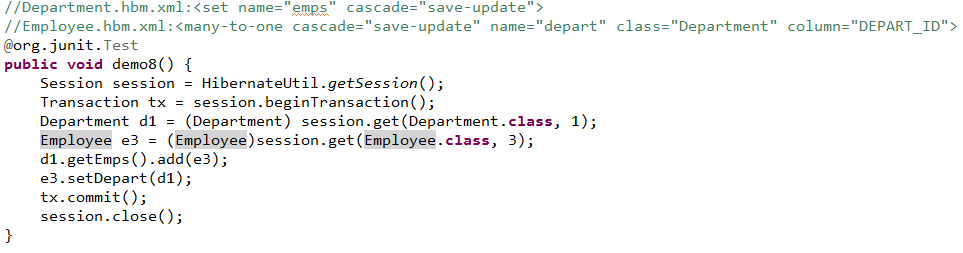 //Department.hbm.xml:<set name="emps" cascade="save-update">
//Employee.hbm.xml:<many-to-one cascade="save-update" name="depart" class="Department" column="DEPART_ID">
@org.junit.Test
public void demo8() {
    Session session = HibernateUtil.getSession();
    Transaction tx = session.beginTransaction();
    Department d1 = (Department) session.get(Department.class, 1);
    Employee e3 = (Employee)session.get(Employee.class, 3);
    d1.getEmps().add(e3);
    e3.setDepart(d1);
    tx.commit();
    session.close();
}